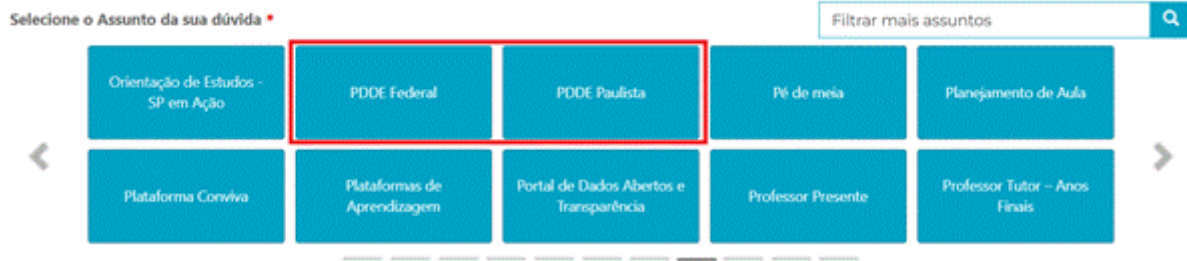 Selecione o Assunto da sua dúvida *
Filtrar mais assuntos
Orientação de Estudos -
SP em Ação
PDDE Federal
PDDE Paulista
Pé de meia
Planejamento de Aula
Plataforma Conviva
Plataformas de
Aprendizagem
Portal de Dados Abertos e
Transparência
Professor Presente
Professor Tutor – Anos
Finais